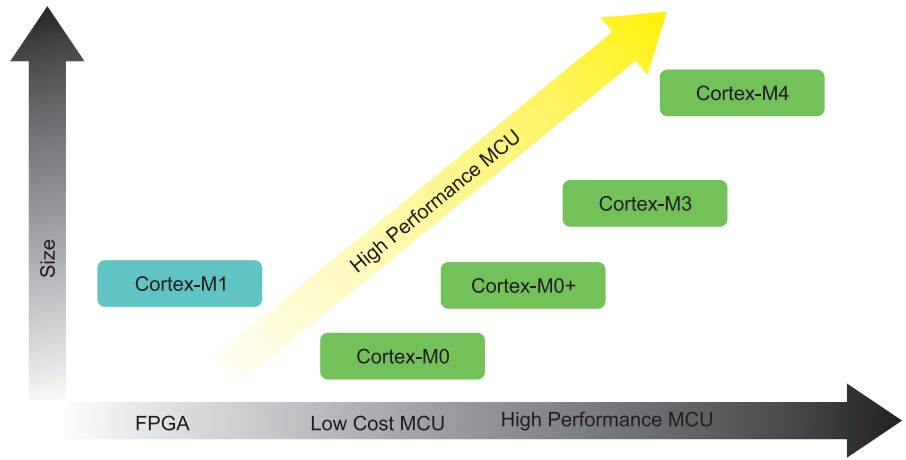 Cortex-M4
High Performance MCU
Cortex-M3
Size
Cortex-M1
Cortex-M0+
Cortex-M0
FPGA
Low Cost MCU
High Performance MCU